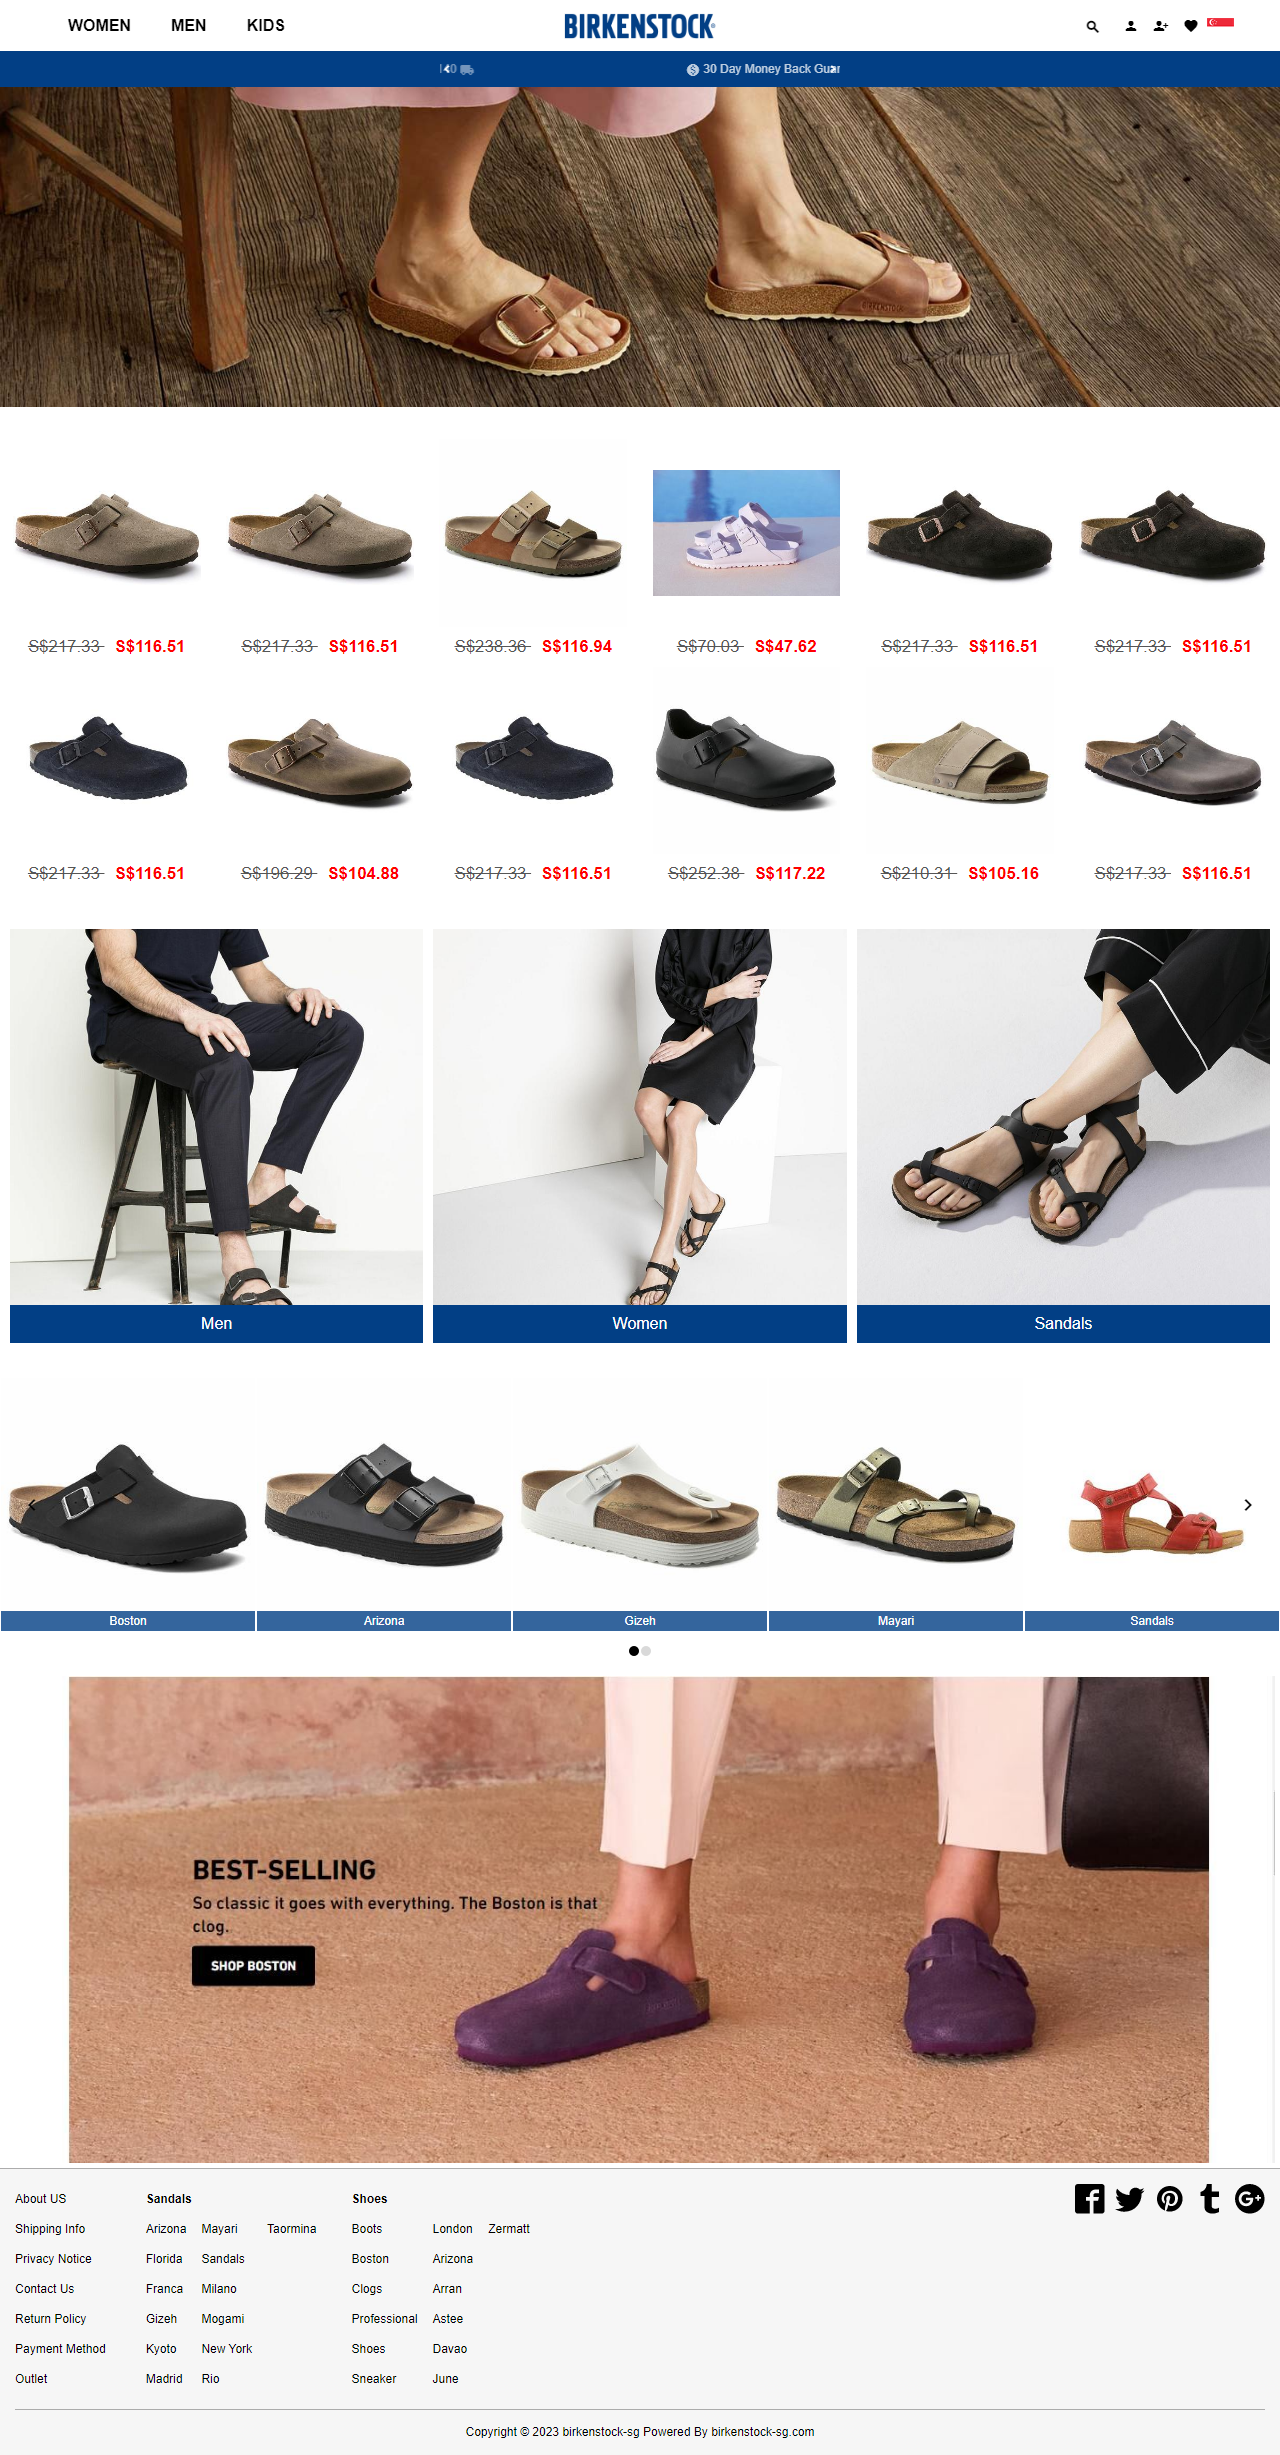 WOMEN MEN KIDS BIRKENSTOCK
30 Day Money Back
S$217.33 S$116.51 S$217.33 S$116.51 S$238.36 S$116.94 S$70.03 S$47.62 S$217.33 S$116.51 S$217.33 S$116.51
S$217.33 S$116.51 S$196.29 S$104.88 S$217.33 S$116.51 S$252.38 S$117.22 S$210.31 S$105.16 S$217.33 S$116.51
Men Women Sandals
Boston Arizona Gizeh Mayari Sandals
BEST-SELLING
So classic it goes with everything. The Boston is that
clog.
SHOP BOSTON
About US Sandals Shoes
Shipping Info Arizona Mayari Taormina Boots London Zermatt
Privacy Notice Florida Sandals Boston Arizona
Contact Us Franca Milano Clogs Arran
Return Policy Gizeh Mogami Professional Astee
Payment Method Kyoto New York Shoes Davao
Outlet Madrid Rio Sneaker June
Copyright © 2023 birkenstock-sg Powered By birkenstock-sg.com